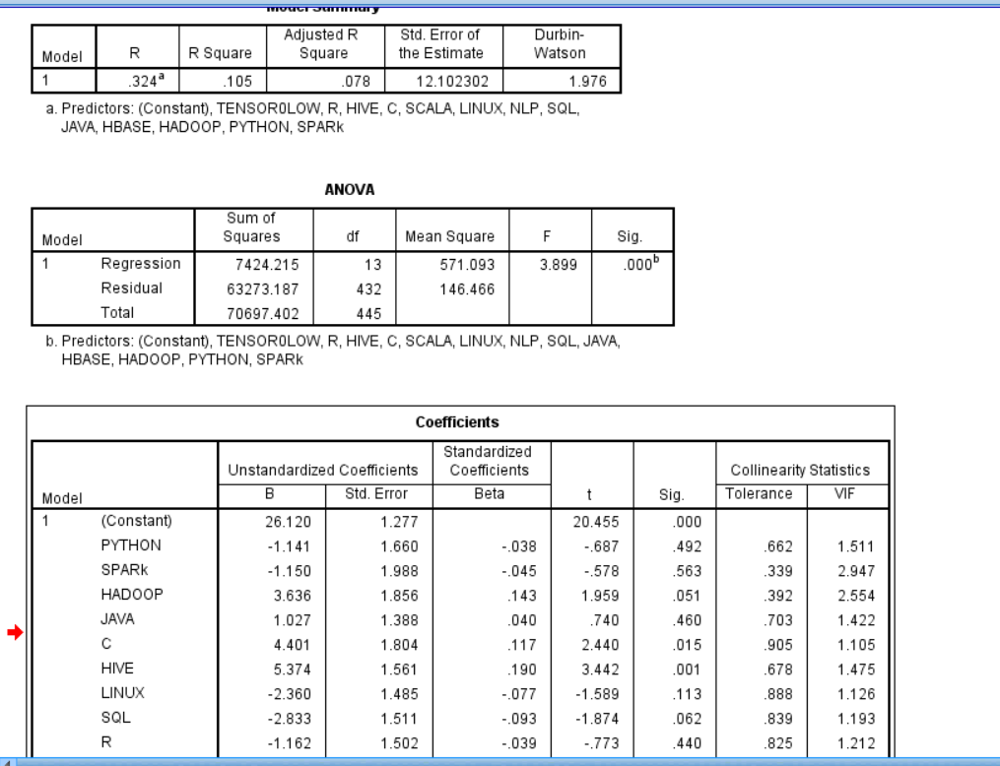 Model Summary
Model R R Square Adjusted R Square Std. Error of the Estimate Durbin-Watson
1 .324a .105 .078 12.102302 1.976
a. Predictors: (Constant), TENSOR0LOW, R, HIVE, C, SCALA, LINUX, NLP, SQL,
JAVA, HBASE, HADOOP, PYTHON, SPARk
ANOVA
Model Sum of Squares df Mean Square F Sig.
1 Regression 7424.215 13 571.093 3.899 .000b
Residual 63273.187 432 146.466
Total 70697.402 445
b. Predictors: (Constant), TENSOR0LOW, R, HIVE, C, SCALA, LINUX, NLP, SQL, JAVA,
HBASE, HADOOP, PYTHON, SPARk
Coefficients
Model Unstandardized Coefficients Standardized Coefficients t Sig. Collinearity Statistics
B Std. Error Beta Tolerance VIF
1 (Constant) 26.120 1.277 20.455 .000
PYTHON -1.141 1.660 -.038 -.687 .492 .662 1.511
SPARk -1.150 1.988 -.045 -.578 .563 .339 2.947
HADOOP 3.636 1.856 .143 1.959 .051 .392 2.554
JAVA 1.027 1.388 .040 .740 .460 .703 1.422
C 4.401 1.804 .117 2.440 .015 .905 1.105
HIVE 5.374 1.561 .190 3.442 .001 .678 1.475
LINUX -2.360 1.485 -.077 -1.589 .113 .888 1.126
SQL -2.833 1.511 -.093 -1.874 .062 .839 1.193
R -1.162 1.502 -.039 -.773 .440 .825 1.212